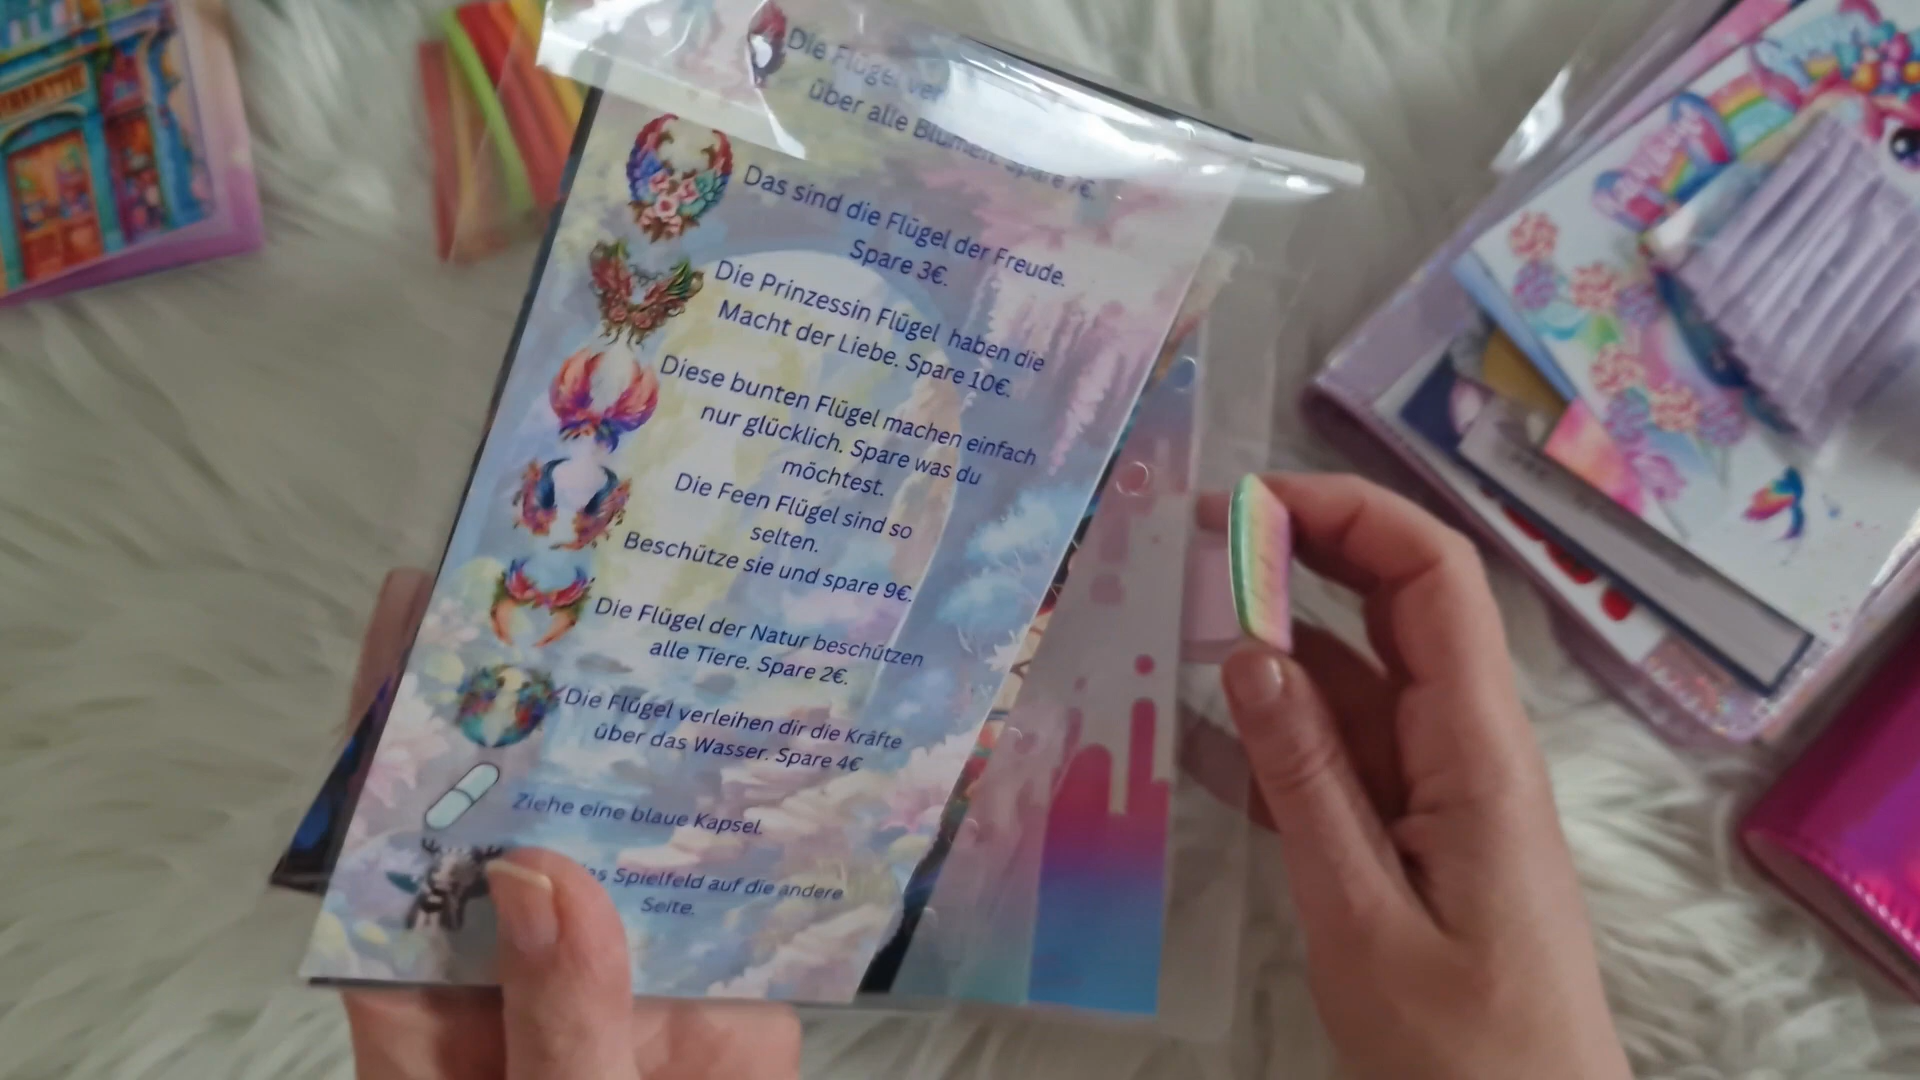 Die Flügel
über alle Blumen. Spare 7€.
Das sind die Flügel der Freude.
Spare 3€.
Die Prinzessin Flügel haben die
Macht der Liebe. Spare 10€.
Diese bunten Flügel machen einfach
nur glücklich. Spare was du
möchtest.
Die Feen Flügel sind so
selten.
Beschütze sie und spare 9€.
Die Flügel der Natur beschützen
alle Tiere. Spare 2€.
Die Flügel verleihen dir die Kräfte
über das Wasser. Spare 4€
Ziehe eine blaue Kapsel.
Spielfeld auf die andere
Seite.